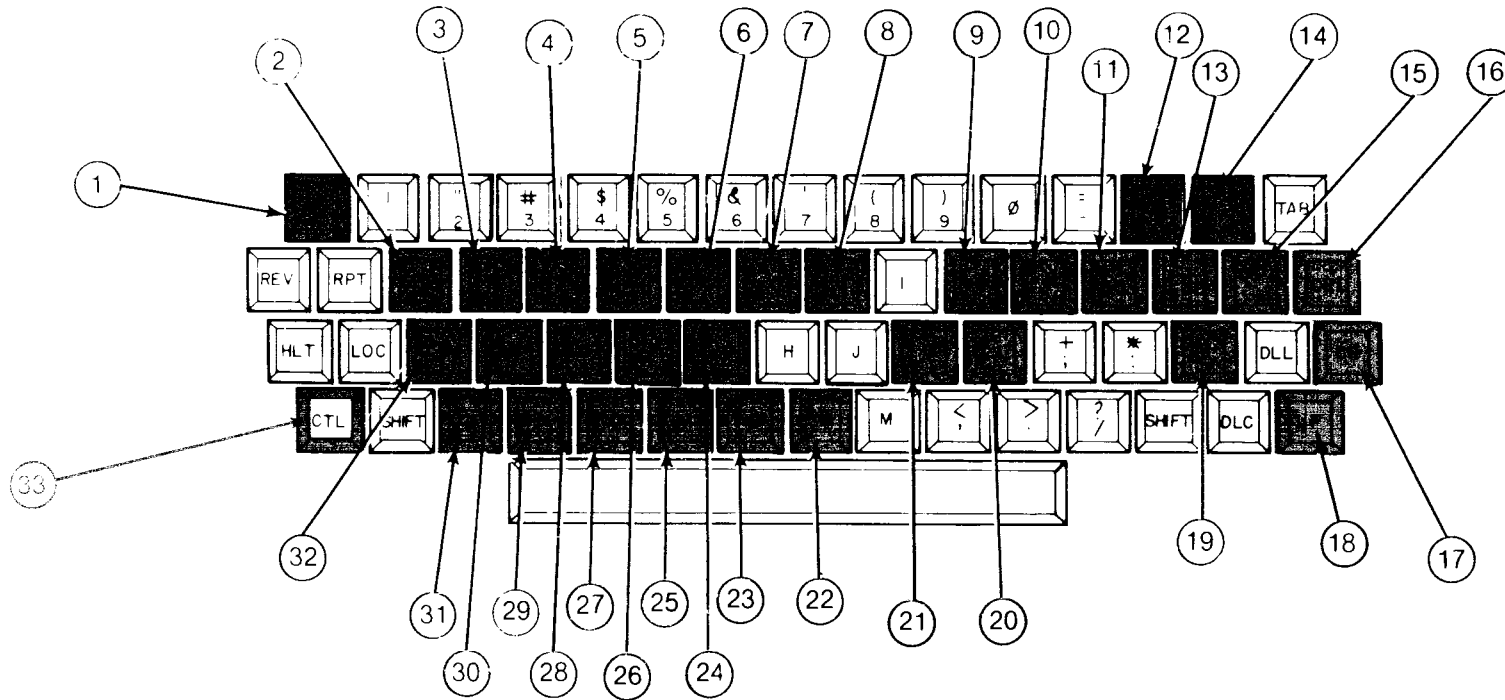 3 4 5 6 7 8 9 10 12 14
2 11 13 15 16
1
! " # $ % & ' ( ) =
2 3 4 5 6 7 8 9 Ø - TAB
REV RPT I
HLT LOC H J + * DLL
; :
CTL SHIFT M < > ? SHIFT DLC
, . /
33
32 19 18 17
31 29 27 25 23 22 21 20
30 28 26 24